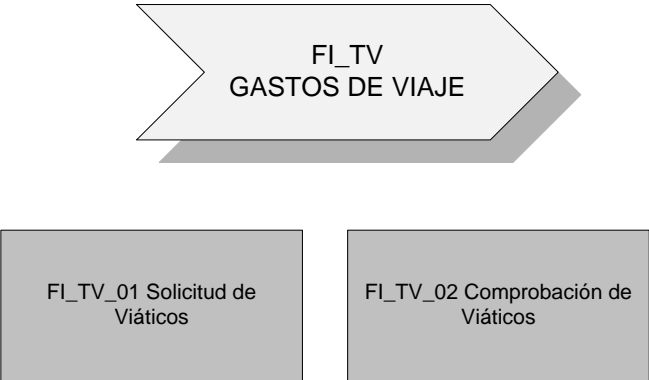 FI_TV
GASTOS DE VIAJE
FI_TV_01 Solicitud de
Viáticos
FI_TV_02 Comprobación de
Viáticos